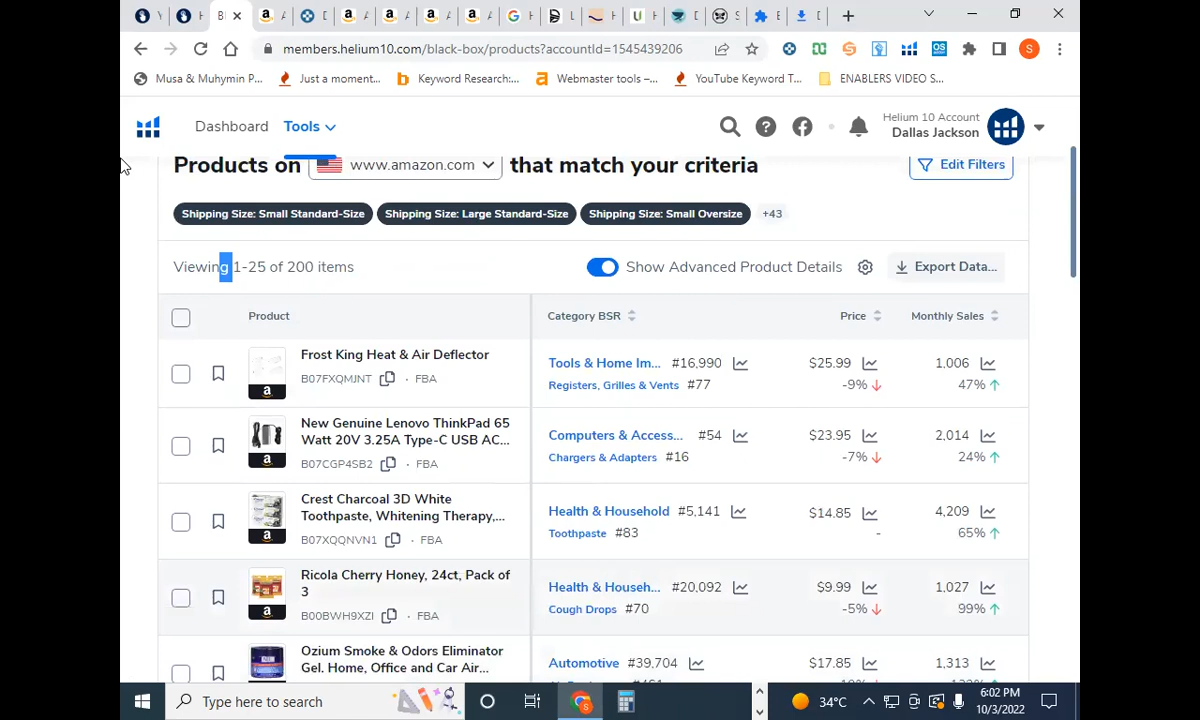 members.helium10.com/black-box/products?accountId=1545439206
S
Musa & Muhymin P...
Just a moment...
Keyword Research:...
Webmaster tools –...
YouTube Keyword T...
ENABLERS VIDEO S...
Dashboard
Tools
Helium 10 Account
Dallas Jackson
Products on
www.amazon.com
that match your criteria
Edit Filters
Shipping Size: Small Standard-Size
Shipping Size: Large Standard-Size
Shipping Size: Small Oversize
+43
Viewing 1-25 of 200 items
Show Advanced Product Details
Export Data...
Product
Category BSR
Price
Monthly Sales
Frost King Heat & Air Deflector
B07FXQMJNT · FBA
Tools & Home Im... #16,990
Registers, Grilles & Vents #77
$25.99
-9%
1,006
47%
New Genuine Lenovo ThinkPad 65
Watt 20V 3.25A Type-C USB AC...
B07CGP4SB2 · FBA
Computers & Access... #54
Chargers & Adapters #16
$23.95
-7%
2,014
24%
Crest Charcoal 3D White
Toothpaste, Whitening Therapy,...
B07XQQNVN1 · FBA
Health & Household #5,141
Toothpaste #83
$14.85
-
4,209
65%
Ricola Cherry Honey, 24ct, Pack of
3
B00BWH9XZI · FBA
Health & Househ... #20,092
Cough Drops #70
$9.99
-5%
1,027
99%
Ozium Smoke & Odors Eliminator
Gel. Home, Office and Car Air...
Automotive #39,704
$17.85
1,313
Type here to search
34°C
6:02 PM
10/3/2022